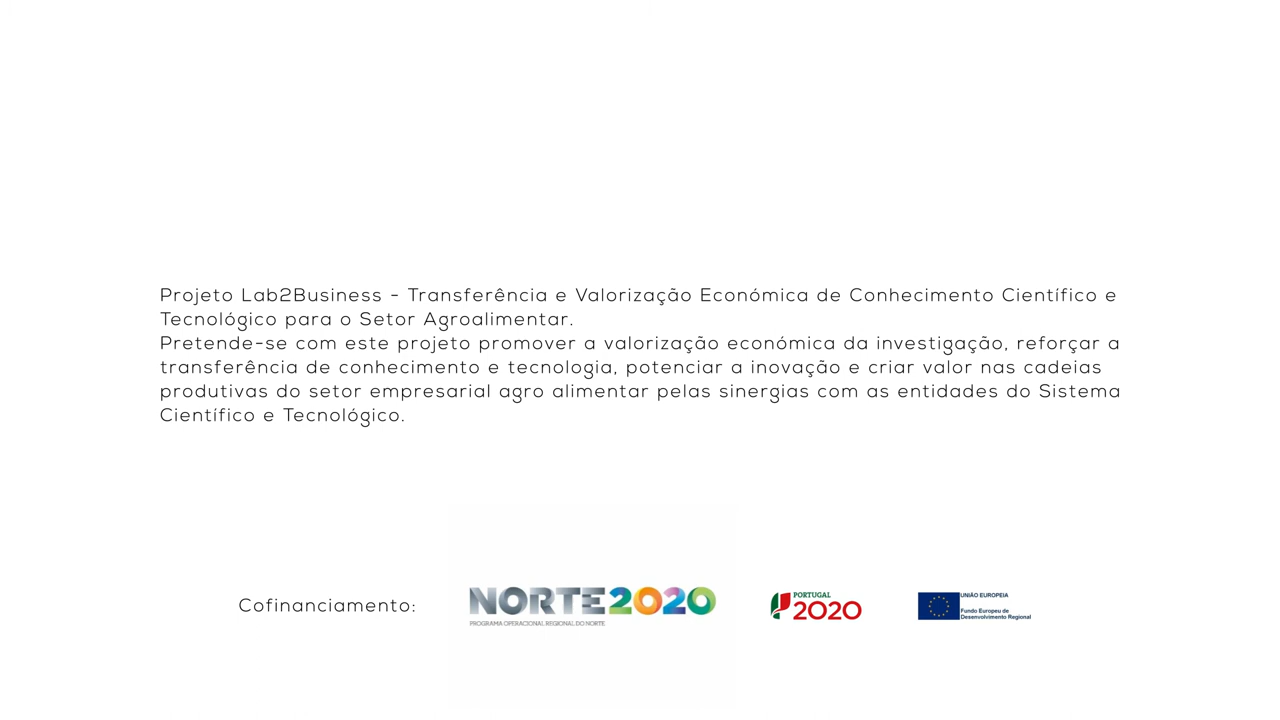 Projeto Lab2Business - Transferência e Valorização Económica de Conhecimento Científico e
Tecnológico para o Setor Agroalimentar.
Pretende-se com este projeto promover a valorização económica da investigação, reforçar a
transferência de conhecimento e tecnologia, potenciar a inovação e criar valor nas cadeias
produtivas do setor empresarial agro alimentar pelas sinergias com as entidades do Sistema
Científico e Tecnológico.
Cofinanciamento:
NORTE2020
PROGRAMA OPERACIONAL REGIONAL DO NORTE
PORTUGAL
2020
UNIÃO EUROPEIA
Fundo Europeu de
Desenvolvimento Regional